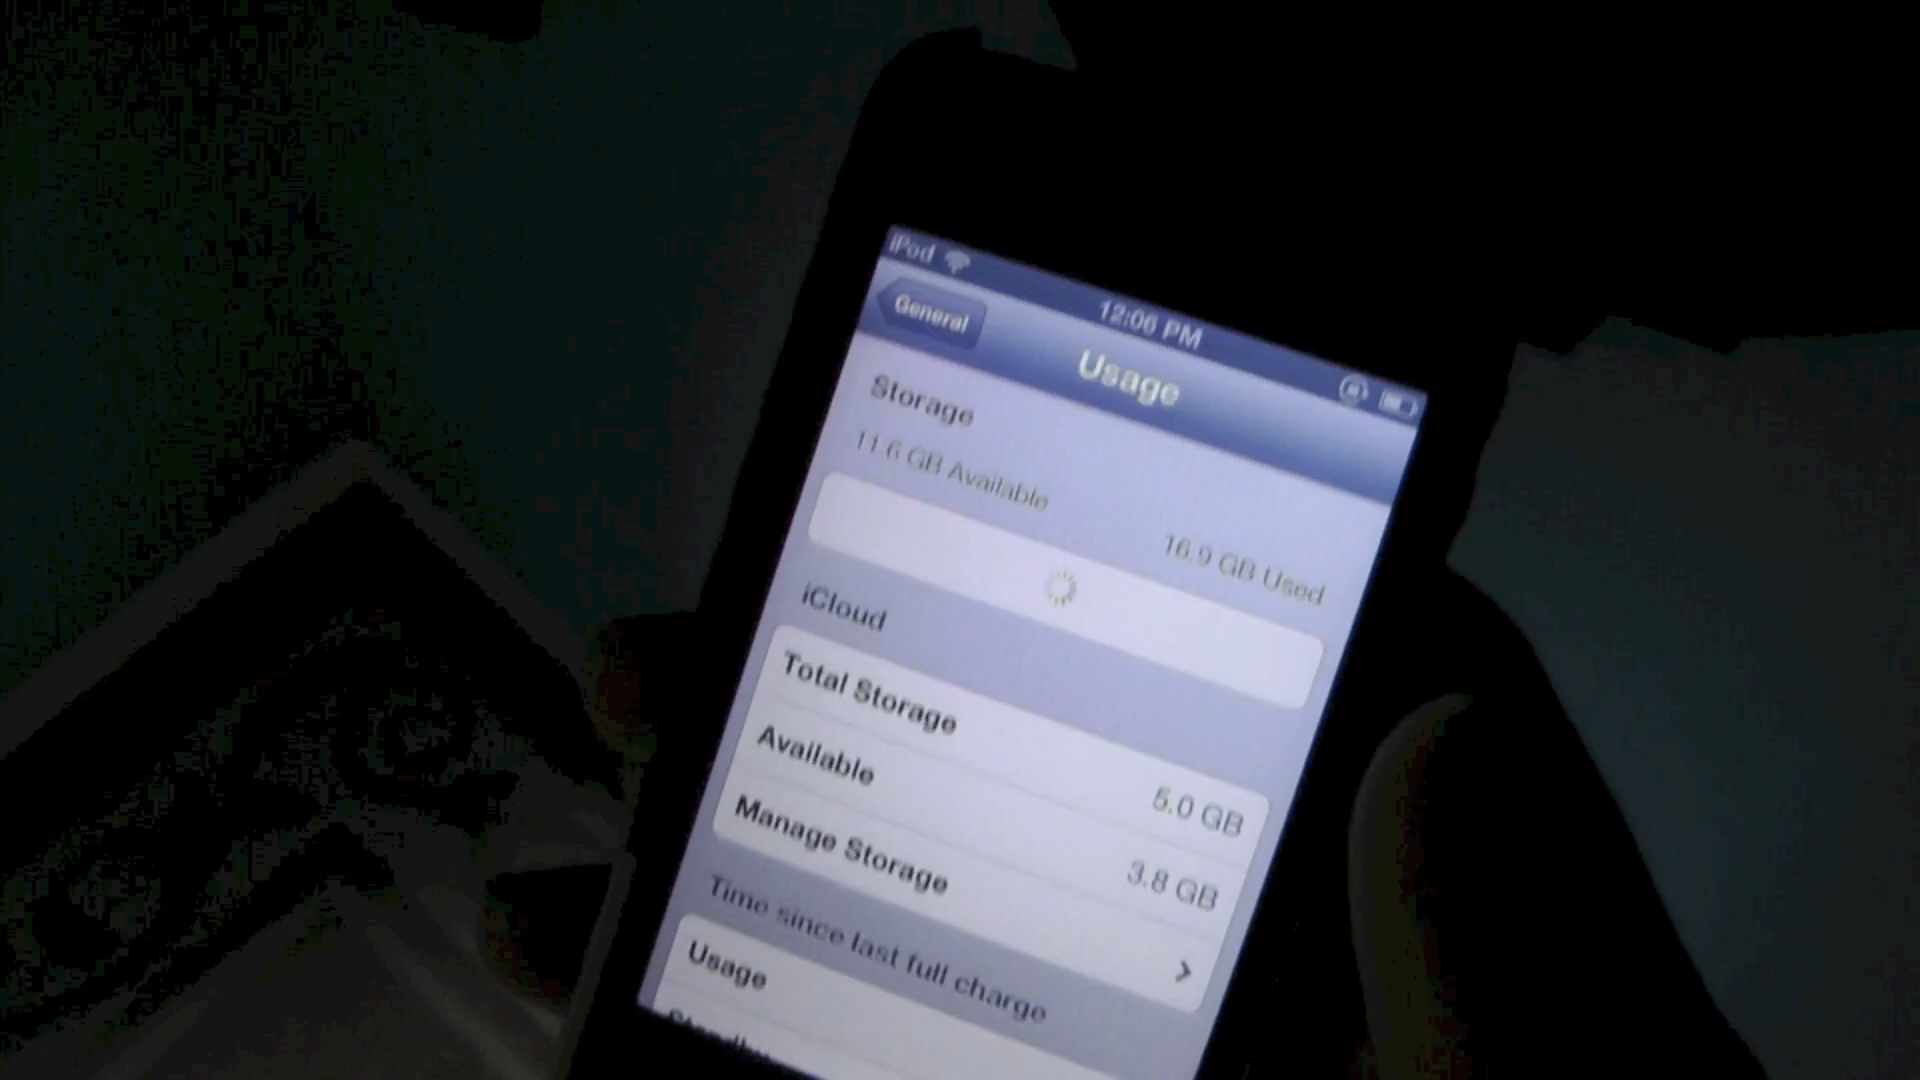 iPod
12:06 PM
General
Usage
Storage
11.6 GB Available
16.9 GB Used
iCloud
Total Storage 5.0 GB
Available 3.8 GB
Manage Storage
Time since last full charge
Usage